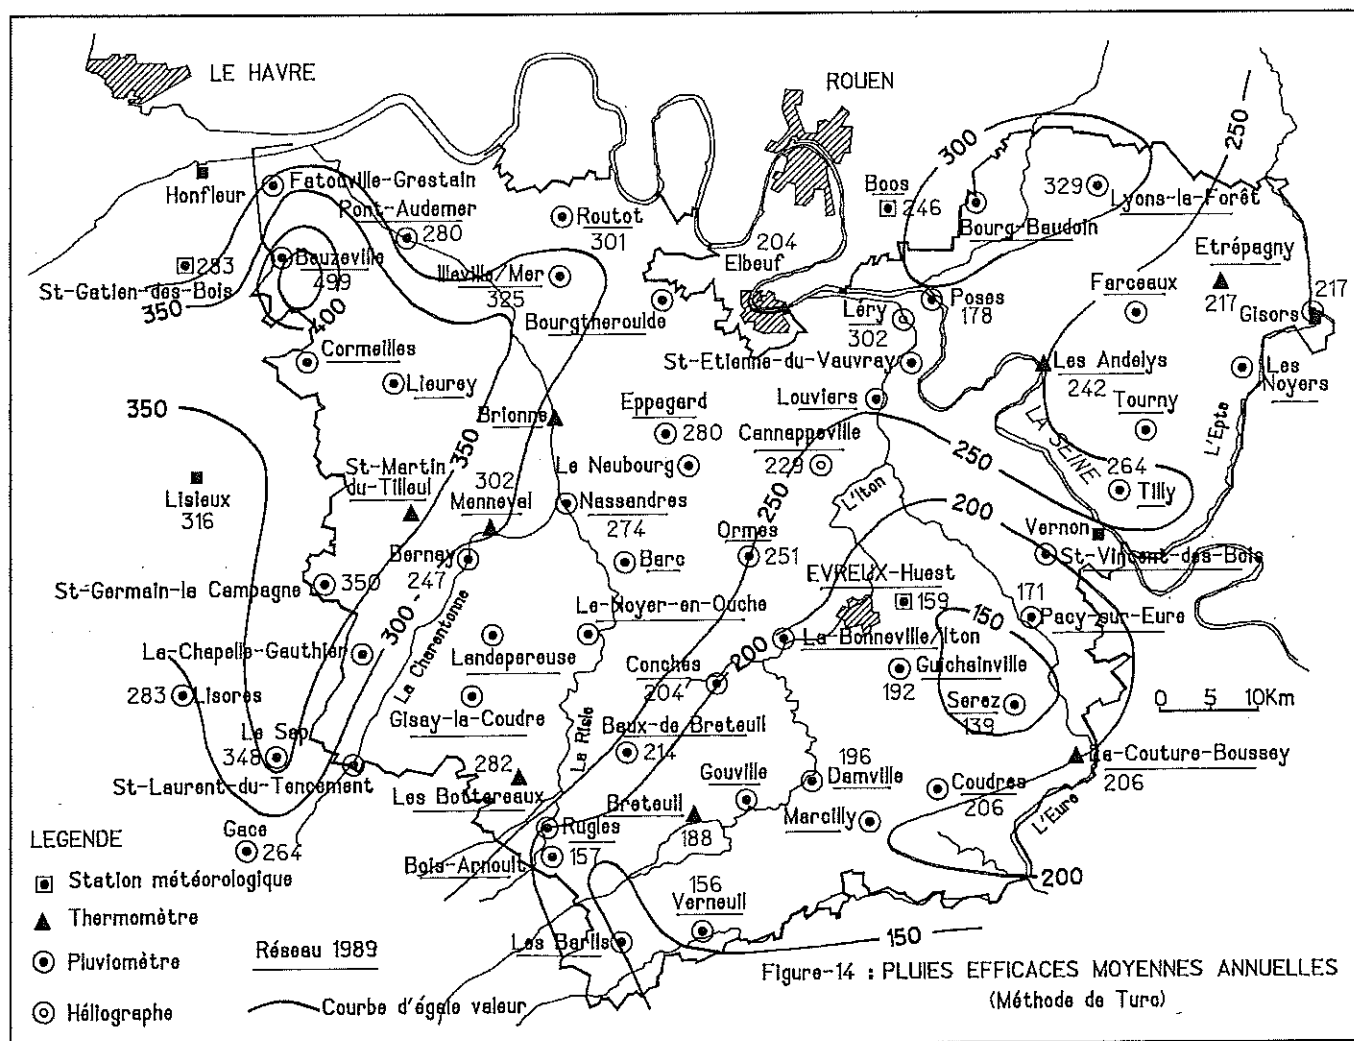 LE HAVRE
ROUEN
250
300
Honfleur
Fatouville-Grestain
Pont-Audemer
280
Routot
301
Boos
246
329
Lyons-la-Forêt
Bourg-Baudoin
204
Elbeuf
Etrépagny
217
283
St-Gatien-des-Bois
Beuzeville
499
Illeville/Mer
325
Bourgtheroulde
Poses
178
Farceaux
217
Gisors
350
400
Léry
302
Cormeilles
Lieurey
St-Etienne-du-Vauvray
Les Andelys
242
Les
Noyers
350
Brionne
Eppegard
280
Louviers
Tourny
LA SEINE
L'Epte
350
Cannappeville
229
250
St-Martin
du-Tilleul
302
Menneval
Le Neubourg
264
Tilly
Lisieux
316
Nassandres
274
250
L'Iton
200
Vernon
Bernay
247
Barc
Ormes
251
St-Vincent-des-Bois
St-Germain-la Campagne
350
EVREUX-Huest
159
171
Pacy-sur-Eure
300
La Charentonne
Le-Noyer-en-Ouche
150
La-Chapelle-Gauthier
Landepereuse
200
La-Bonneville/Iton
Conches
204
Guichainville
192
283
Lisores
Gisay-la-Coudre
La Risle
Serez
139
0 5 10Km
Le Sap
348
Baux-de Breteuil
214
St-Laurent-du-Tencement
282
Les Bottereaux
Gouville
196
Damville
La-Couture-Boussey
206
Coudres
206
Breteuil
188
Marcilly
L'Eure
Gace
264
Rugles
157
Bois-Arnoult
200
156
Verneuil
Les Barils
150
LEGENDE
Station météorologique
Thermomètre
Pluviomètre
Réseau 1989
Héliographe
Courbe d'égale valeur
Figure-14 : PLUIES EFFICACES MOYENNES ANNUELLES
(Méthode de Turc)